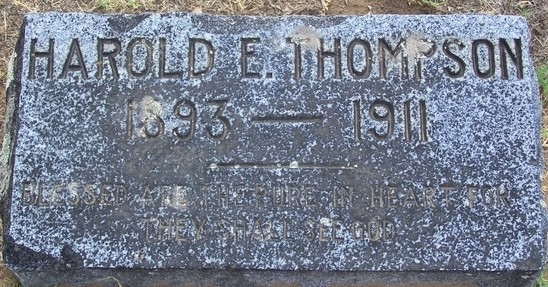 HAROLD E. THOMPSON
1893 — 1911
BLESSED ARE THE PURE IN HEART FOR
THEY SHALL SEE GOD